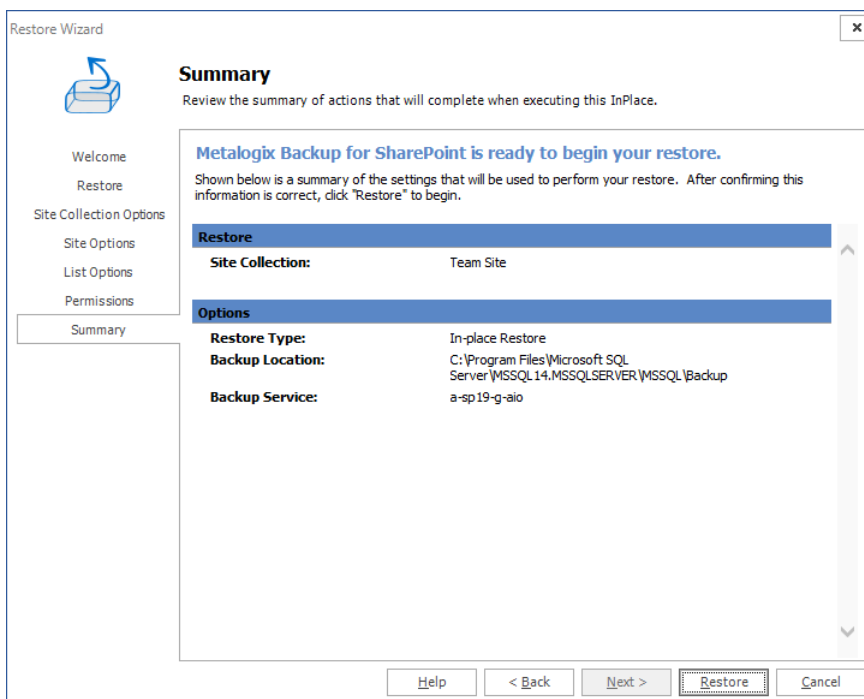 Restore Wizard
Summary
Review the summary of actions that will complete when executing this InPlace.
Welcome
Restore
Site Collection Options
Site Options
List Options
Permissions
Summary
Metalogix Backup for SharePoint is ready to begin your restore.
Shown below is a summary of the settings that will be used to perform your restore. After confirming this
information is correct, click "Restore" to begin.
Restore
Site Collection: Team Site
Options
Restore Type: In-place Restore
Backup Location: C:\Program Files\Microsoft SQL
Server\MSSQL14.MSSQLSERVER\MSSQL\Backup
Backup Service: a-sp19-g-aio
Help < Back Next > Restore Cancel